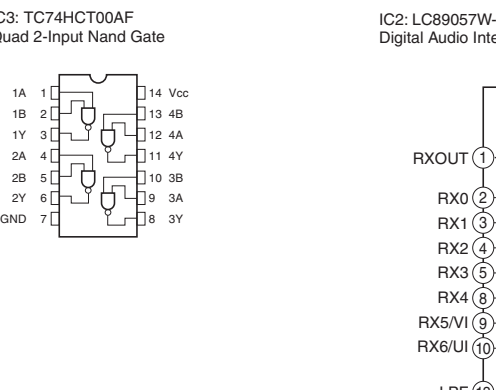 C3: TC74HCT00AF
Quad 2-Input Nand Gate
1A 1 14 Vcc
1B 2 13 4B
1Y 3 12 4A
2A 4 11 4Y
2B 5 10 3B
2Y 6 9 3A
GND 7 8 3Y
IC2: LC89057W-
Digital Audio Inte
RXOUT 1
RX0 2
RX1 3
RX2 4
RX3 5
RX4 8
RX5/VI 9
RX6/UI 10